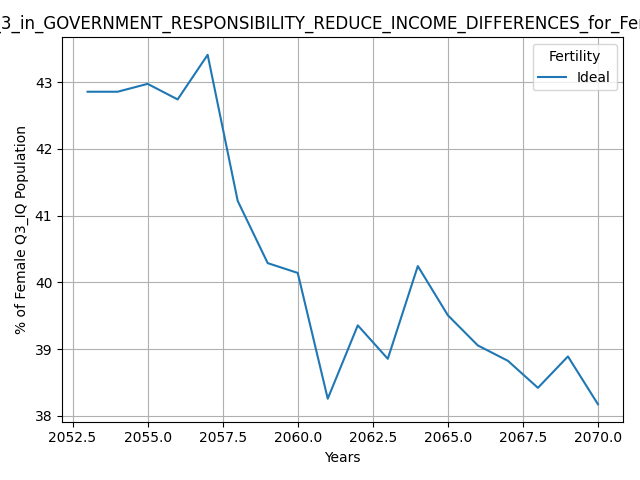 3_in_GOVERNMENT_RESPONSIBILITY_REDUCE_INCOME_DIFFERENCES_for_Fe
Fertility
Ideal
% of Female Q3_IQ Population
43
42
41
40
39
38
2052.5 2055.0 2057.5 2060.0 2062.5 2065.0 2067.5 2070.0
Years